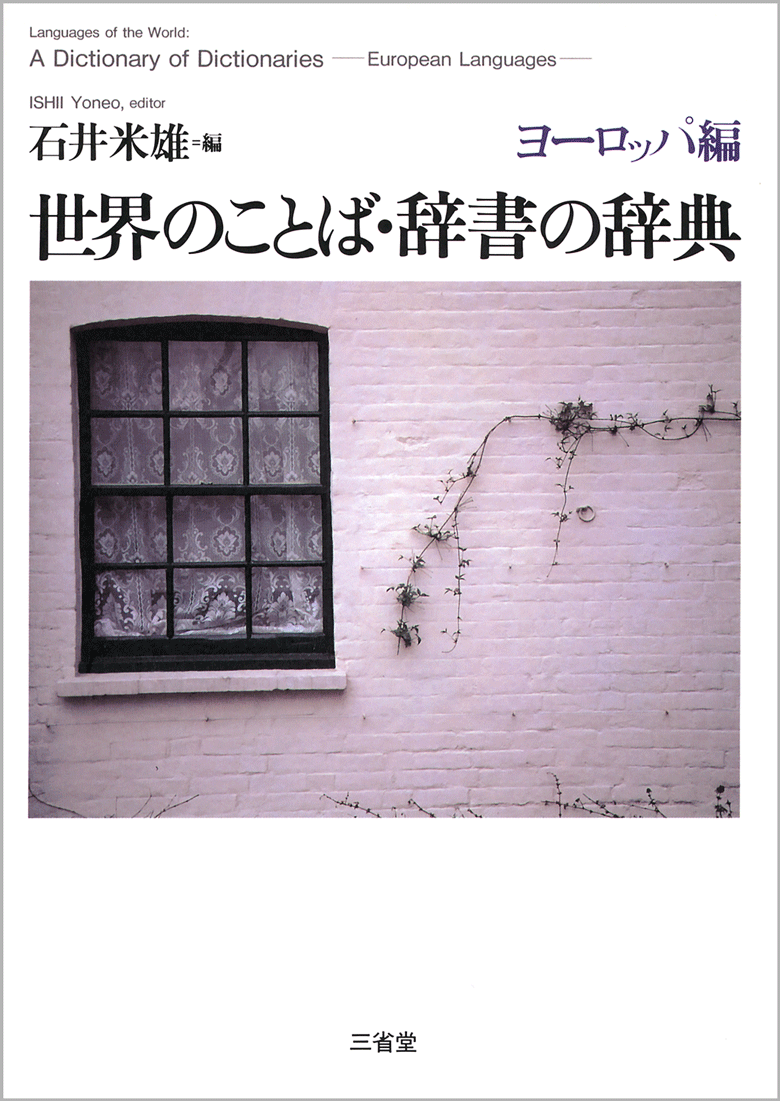 Languages of the World:
A Dictionary of Dictionaries ── European Languages ──
ISHII Yoneo, editor
石井米雄=編
ヨーロッパ編
世界のことば・辞書の辞典
三省堂